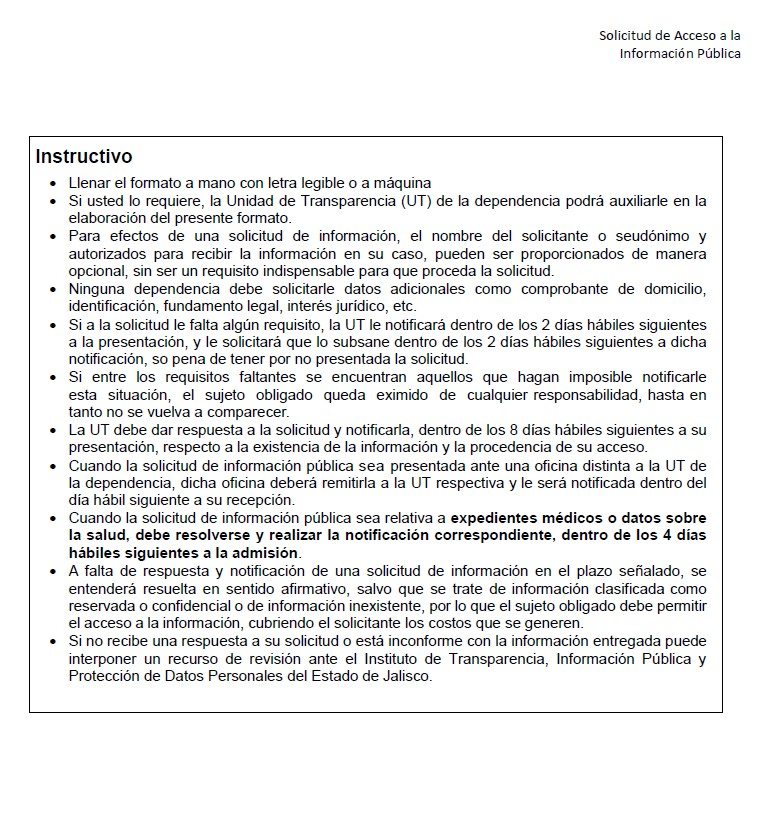 Solicitud de Acceso a la
Información Pública
Instructivo
• Llenar el formato a mano con letra legible o a máquina
• Si usted lo requiere, la Unidad de Transparencia (UT) de la dependencia podrá auxiliarle en la
elaboración del presente formato.
• Para efectos de una solicitud de información, el nombre del solicitante o seudónimo y
autorizados para recibir la información en su caso, pueden ser proporcionados de manera
opcional, sin ser un requisito indispensable para que proceda la solicitud.
• Ninguna dependencia debe solicitarle datos adicionales como comprobante de domicilio,
identificación, fundamento legal, interés jurídico, etc.
• Si a la solicitud le falta algún requisito, la UT le notificará dentro de los 2 días hábiles siguientes
a la presentación, y le solicitará que lo subsane dentro de los 2 días hábiles siguientes a dicha
notificación, so pena de tener por no presentada la solicitud.
• Si entre los requisitos faltantes se encuentran aquellos que hagan imposible notificarle
esta situación, el sujeto obligado queda eximido de cualquier responsabilidad, hasta en
tanto no se vuelva a comparecer.
• La UT debe dar respuesta a la solicitud y notificarla, dentro de los 8 días hábiles siguientes a su
presentación, respecto a la existencia de la información y la procedencia de su acceso.
• Cuando la solicitud de información pública sea presentada ante una oficina distinta a la UT de
la dependencia, dicha oficina deberá remitirla a la UT respectiva y le será notificada dentro del
día hábil siguiente a su recepción.
• Cuando la solicitud de información pública sea relativa a expedientes médicos o datos sobre
la salud, debe resolverse y realizar la notificación correspondiente, dentro de los 4 días
hábiles siguientes a la admisión.
• A falta de respuesta y notificación de una solicitud de información en el plazo señalado, se
entenderá resuelta en sentido afirmativo, salvo que se trate de información clasificada como
reservada o confidencial o de información inexistente, por lo que el sujeto obligado debe permitir
el acceso a la información, cubriendo el solicitante los costos que se generen.
• Si no recibe una respuesta a su solicitud o está inconforme con la información entregada puede
interponer un recurso de revisión ante el Instituto de Transparencia, Información Pública y
Protección de Datos Personales del Estado de Jalisco.